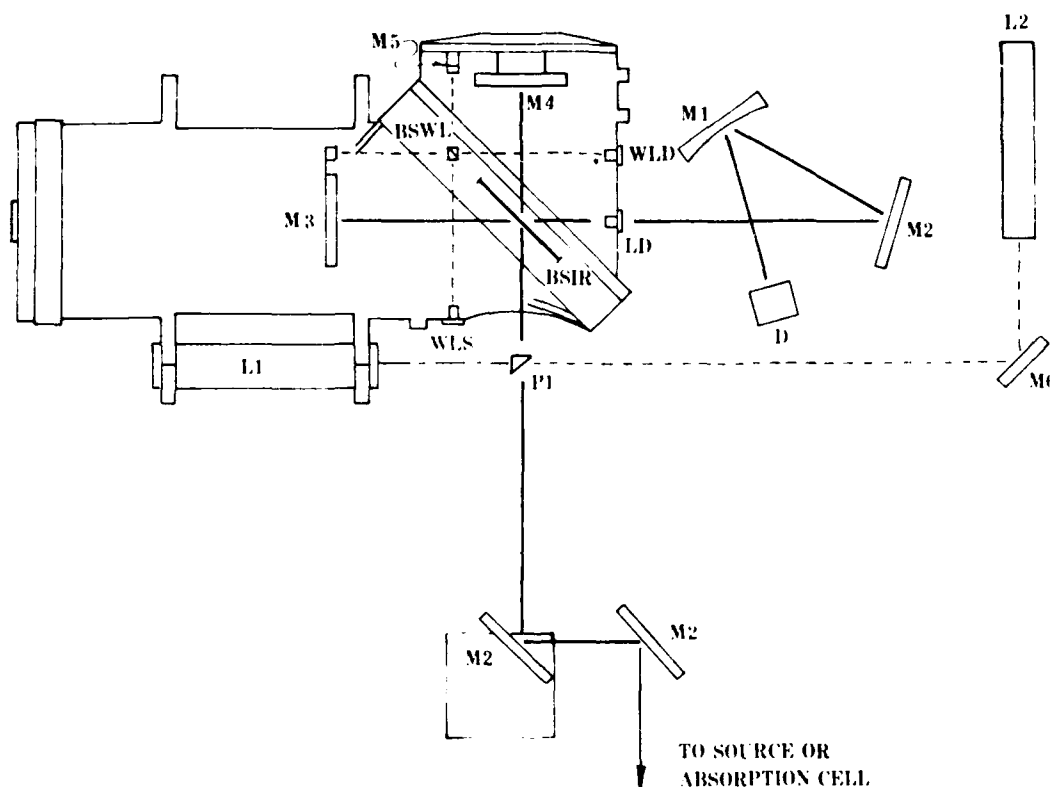 L2
M5
M4
M1
BSWL
WLD
M3
M2
LD
BSIR
D
WLS
L1
P1
M6
M2
M2
TO SOURCE OR
ABSORPTION CELL